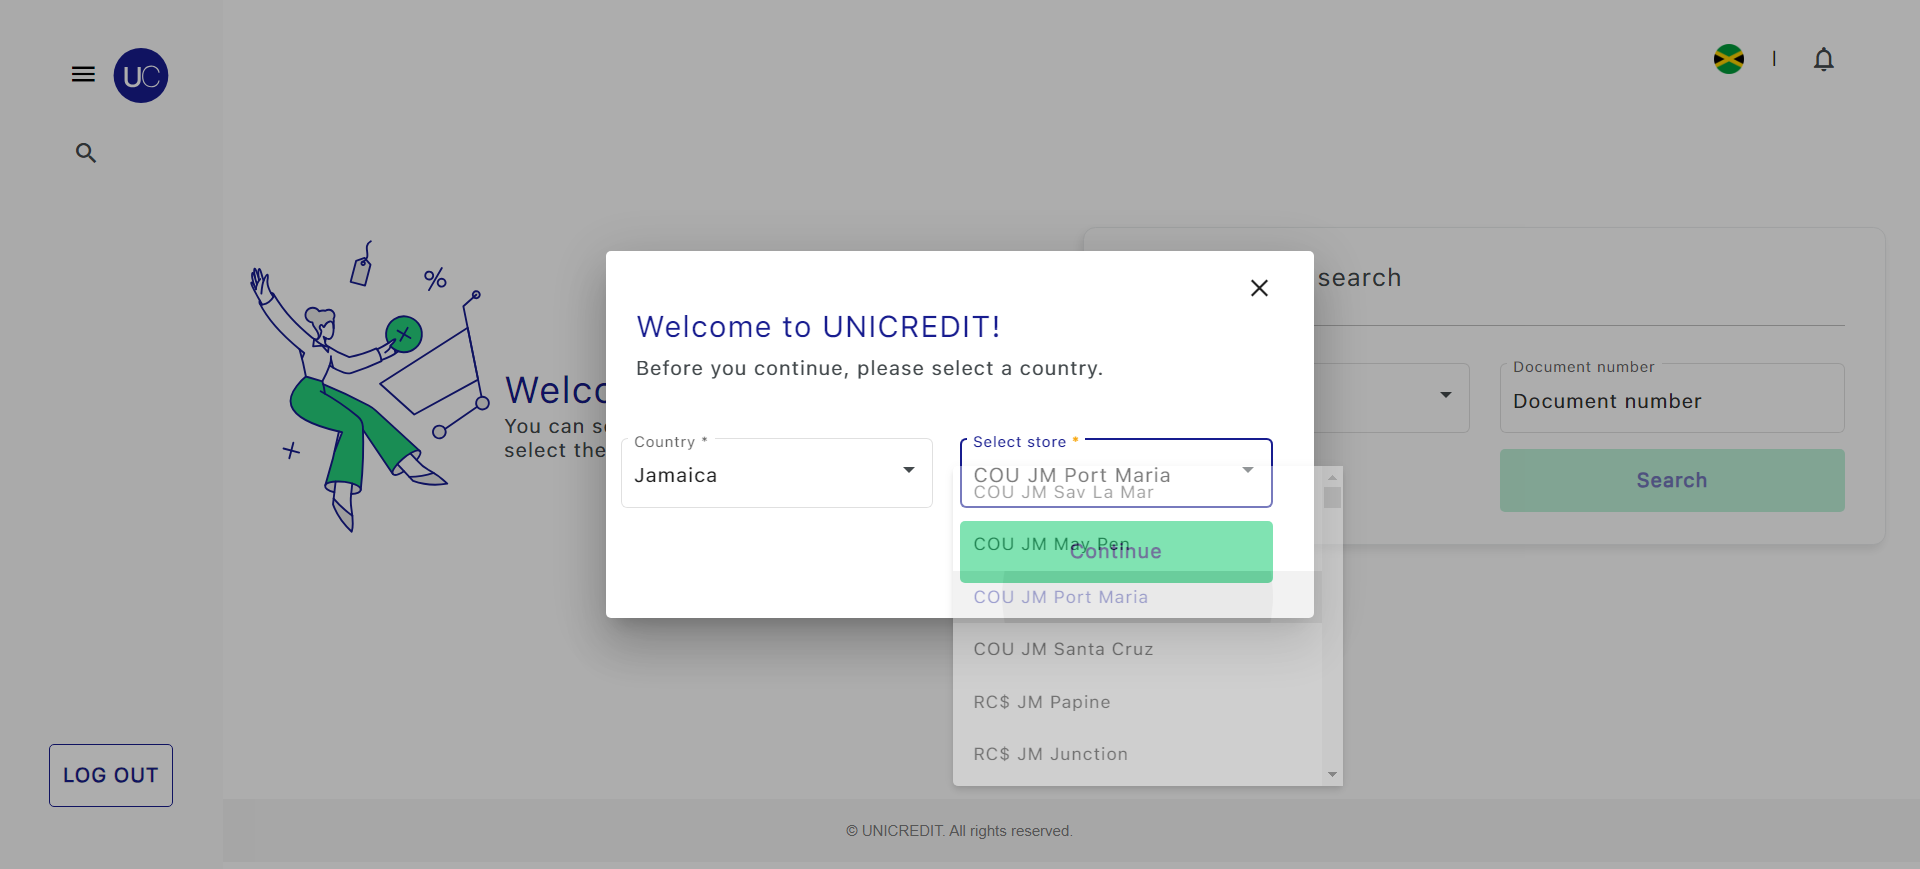 UC
search
Welcome to UNICREDIT!
Before you continue, please select a country.
Document number
Document number
Welco
You can s
select the
Country *
Jamaica
Select store *
COU JM Port Maria
COU JM Sav La Mar
Search
COU JM May Pen
Continue
COU JM Port Maria
COU JM Santa Cruz
RC$ JM Papine
RC$ JM Junction
LOG OUT
© UNICREDIT. All rights reserved.